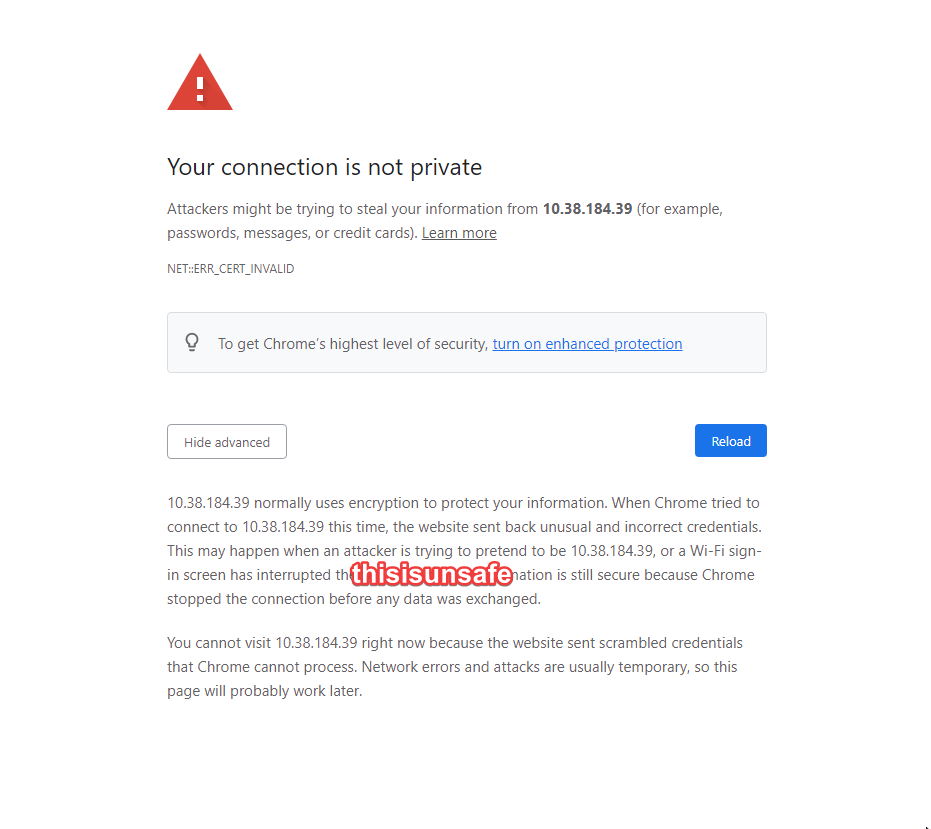 Your connection is not private
Attackers might be trying to steal your information from 10.38.184.39 (for example,
passwords, messages, or credit cards). Learn more
NET::ERR_CERT_INVALID
To get Chrome's highest level of security, turn on enhanced protection
Hide advanced
Reload
10.38.184.39 normally uses encryption to protect your information. When Chrome tried to
connect to 10.38.184.39 this time, the website sent back unusual and incorrect credentials.
This may happen when an attacker is trying to pretend to be 10.38.184.39, or a Wi-Fi sign-
in screen has interrupted thisisunsafe is still secure because Chrome
stopped the connection before any data was exchanged.
You cannot visit 10.38.184.39 right now because the website sent scrambled credentials
that Chrome cannot process. Network errors and attacks are usually temporary, so this
page will probably work later.